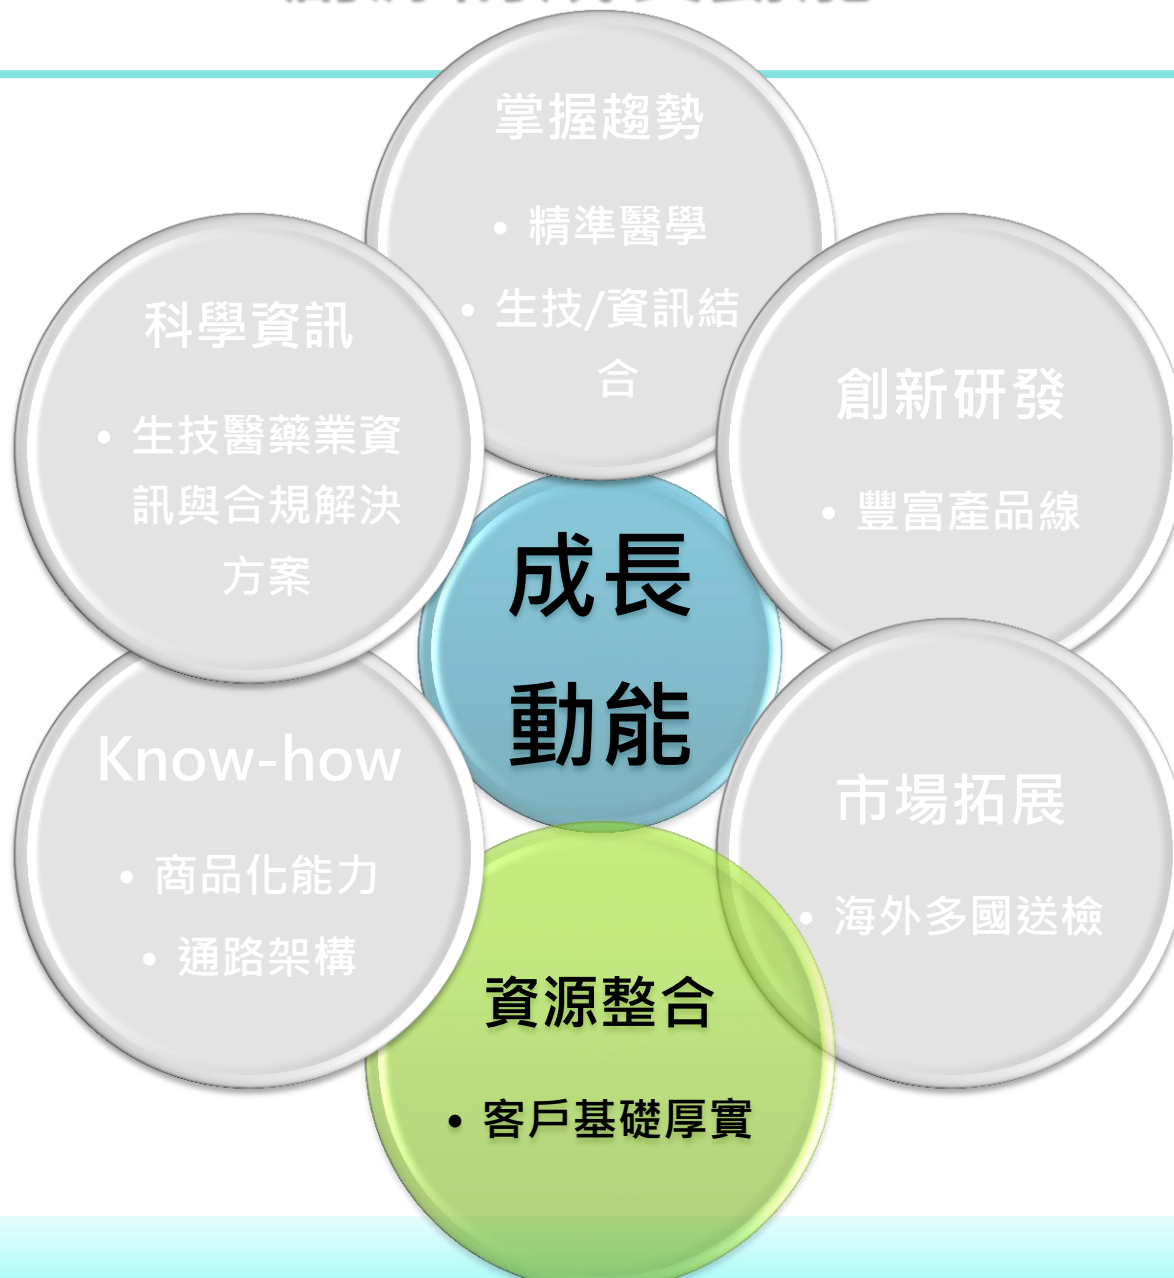 掌握趨勢
• 精準醫學
• 生技/資訊結
合
創新研發
• 豐富產品線
市場拓展
• 海外多國送檢
資源整合
• 客戶基礎厚實
Know-how
• 商品化能力
• 通路架構
科學資訊
• 生技醫藥業資
訊與合規解決
方案
成長
動能